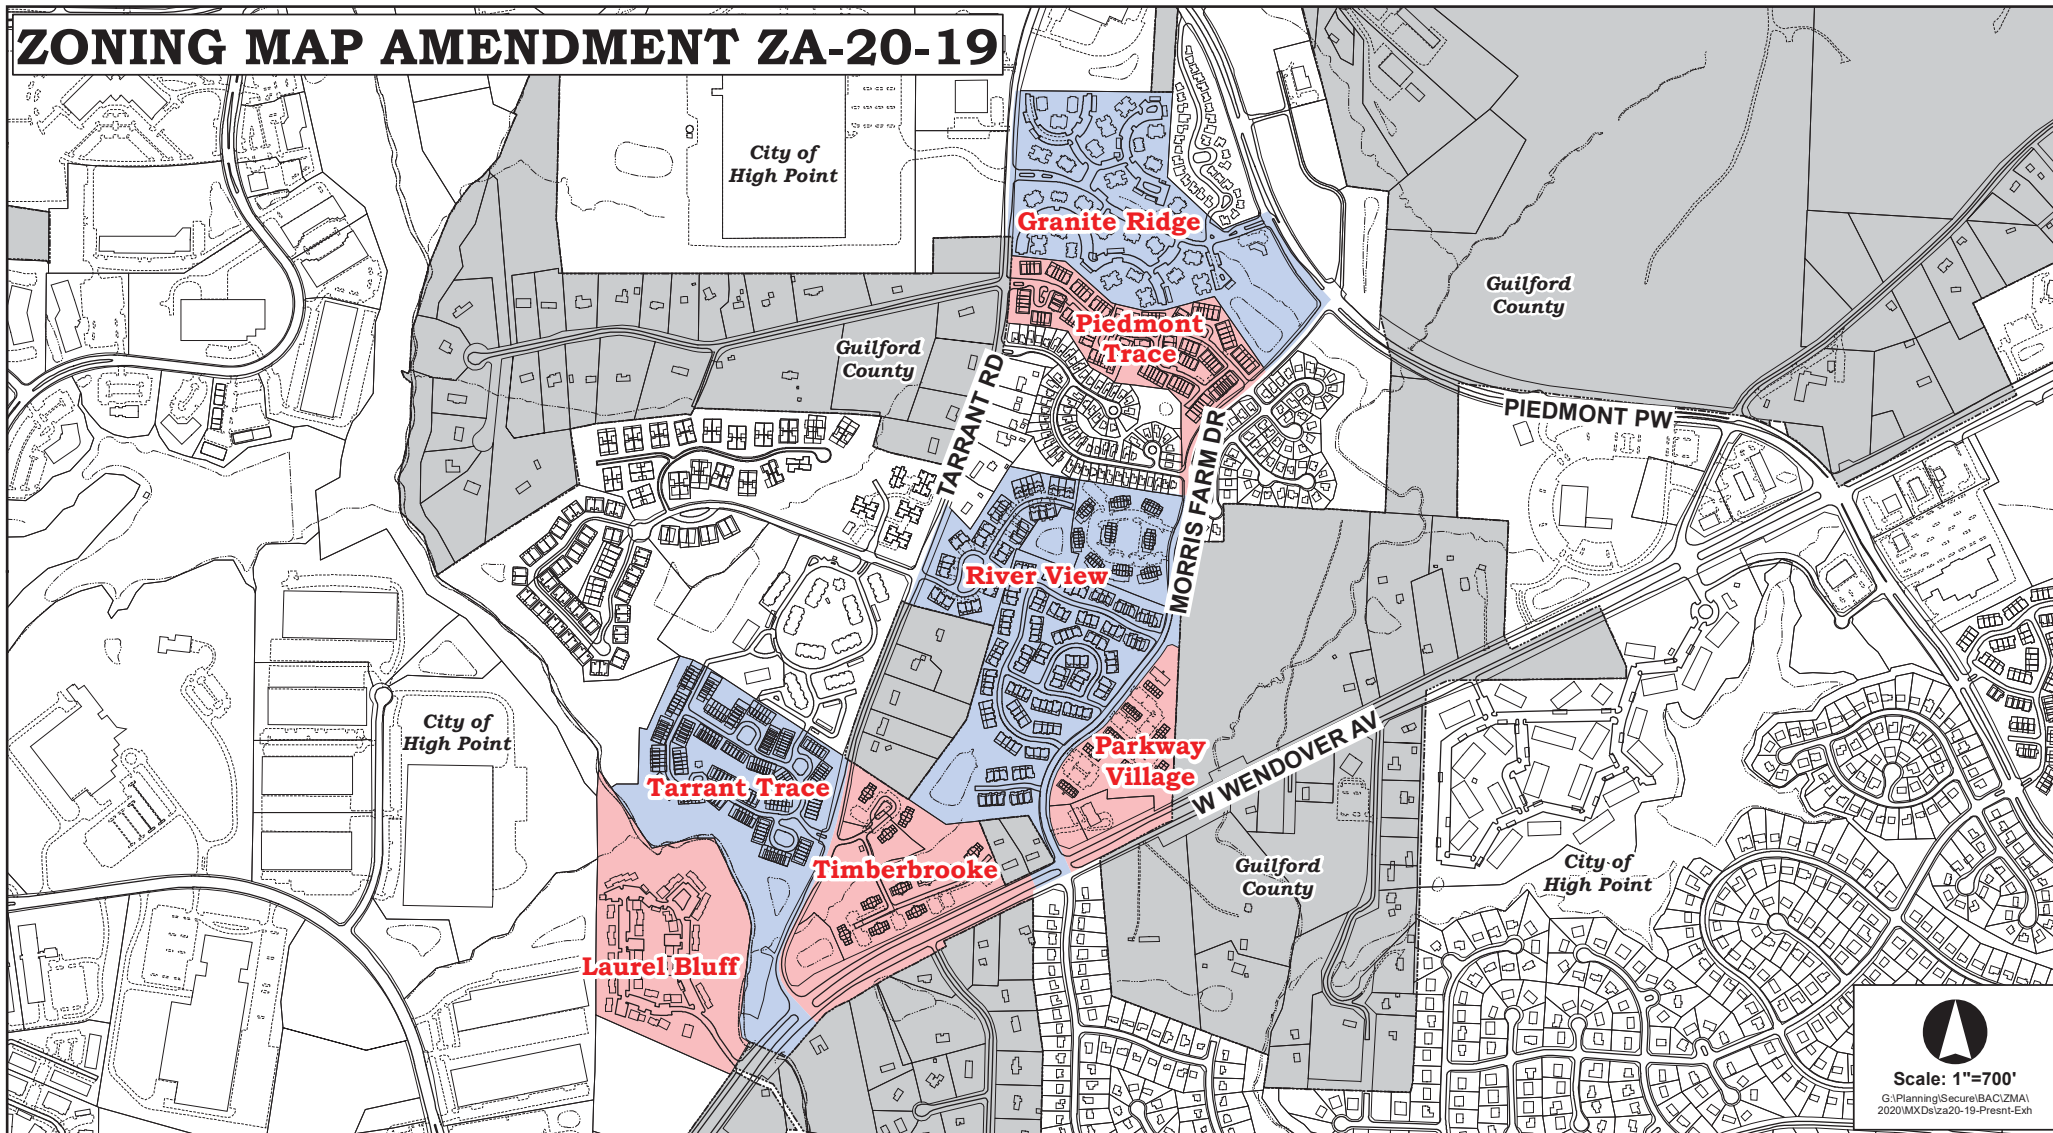 ZONING MAP AMENDMENT ZA-20-19
City of
High Point
Granite Ridge
Guilford
County
Piedmont
Trace
Guilford
County
TARRANT RD
PIEDMONT PW
MORRIS FARM DR
River View
City of
High Point
Parkway
Village
Tarrant Trace
W WENDOVER AV
Timberbrooke
Guilford
County
City of
High Point
Laurel Bluff
Scale: 1"=700'
G:\Planning\Secure\BAC\ZMA\
2020\MXDs\za20-19-Presnt-Exh